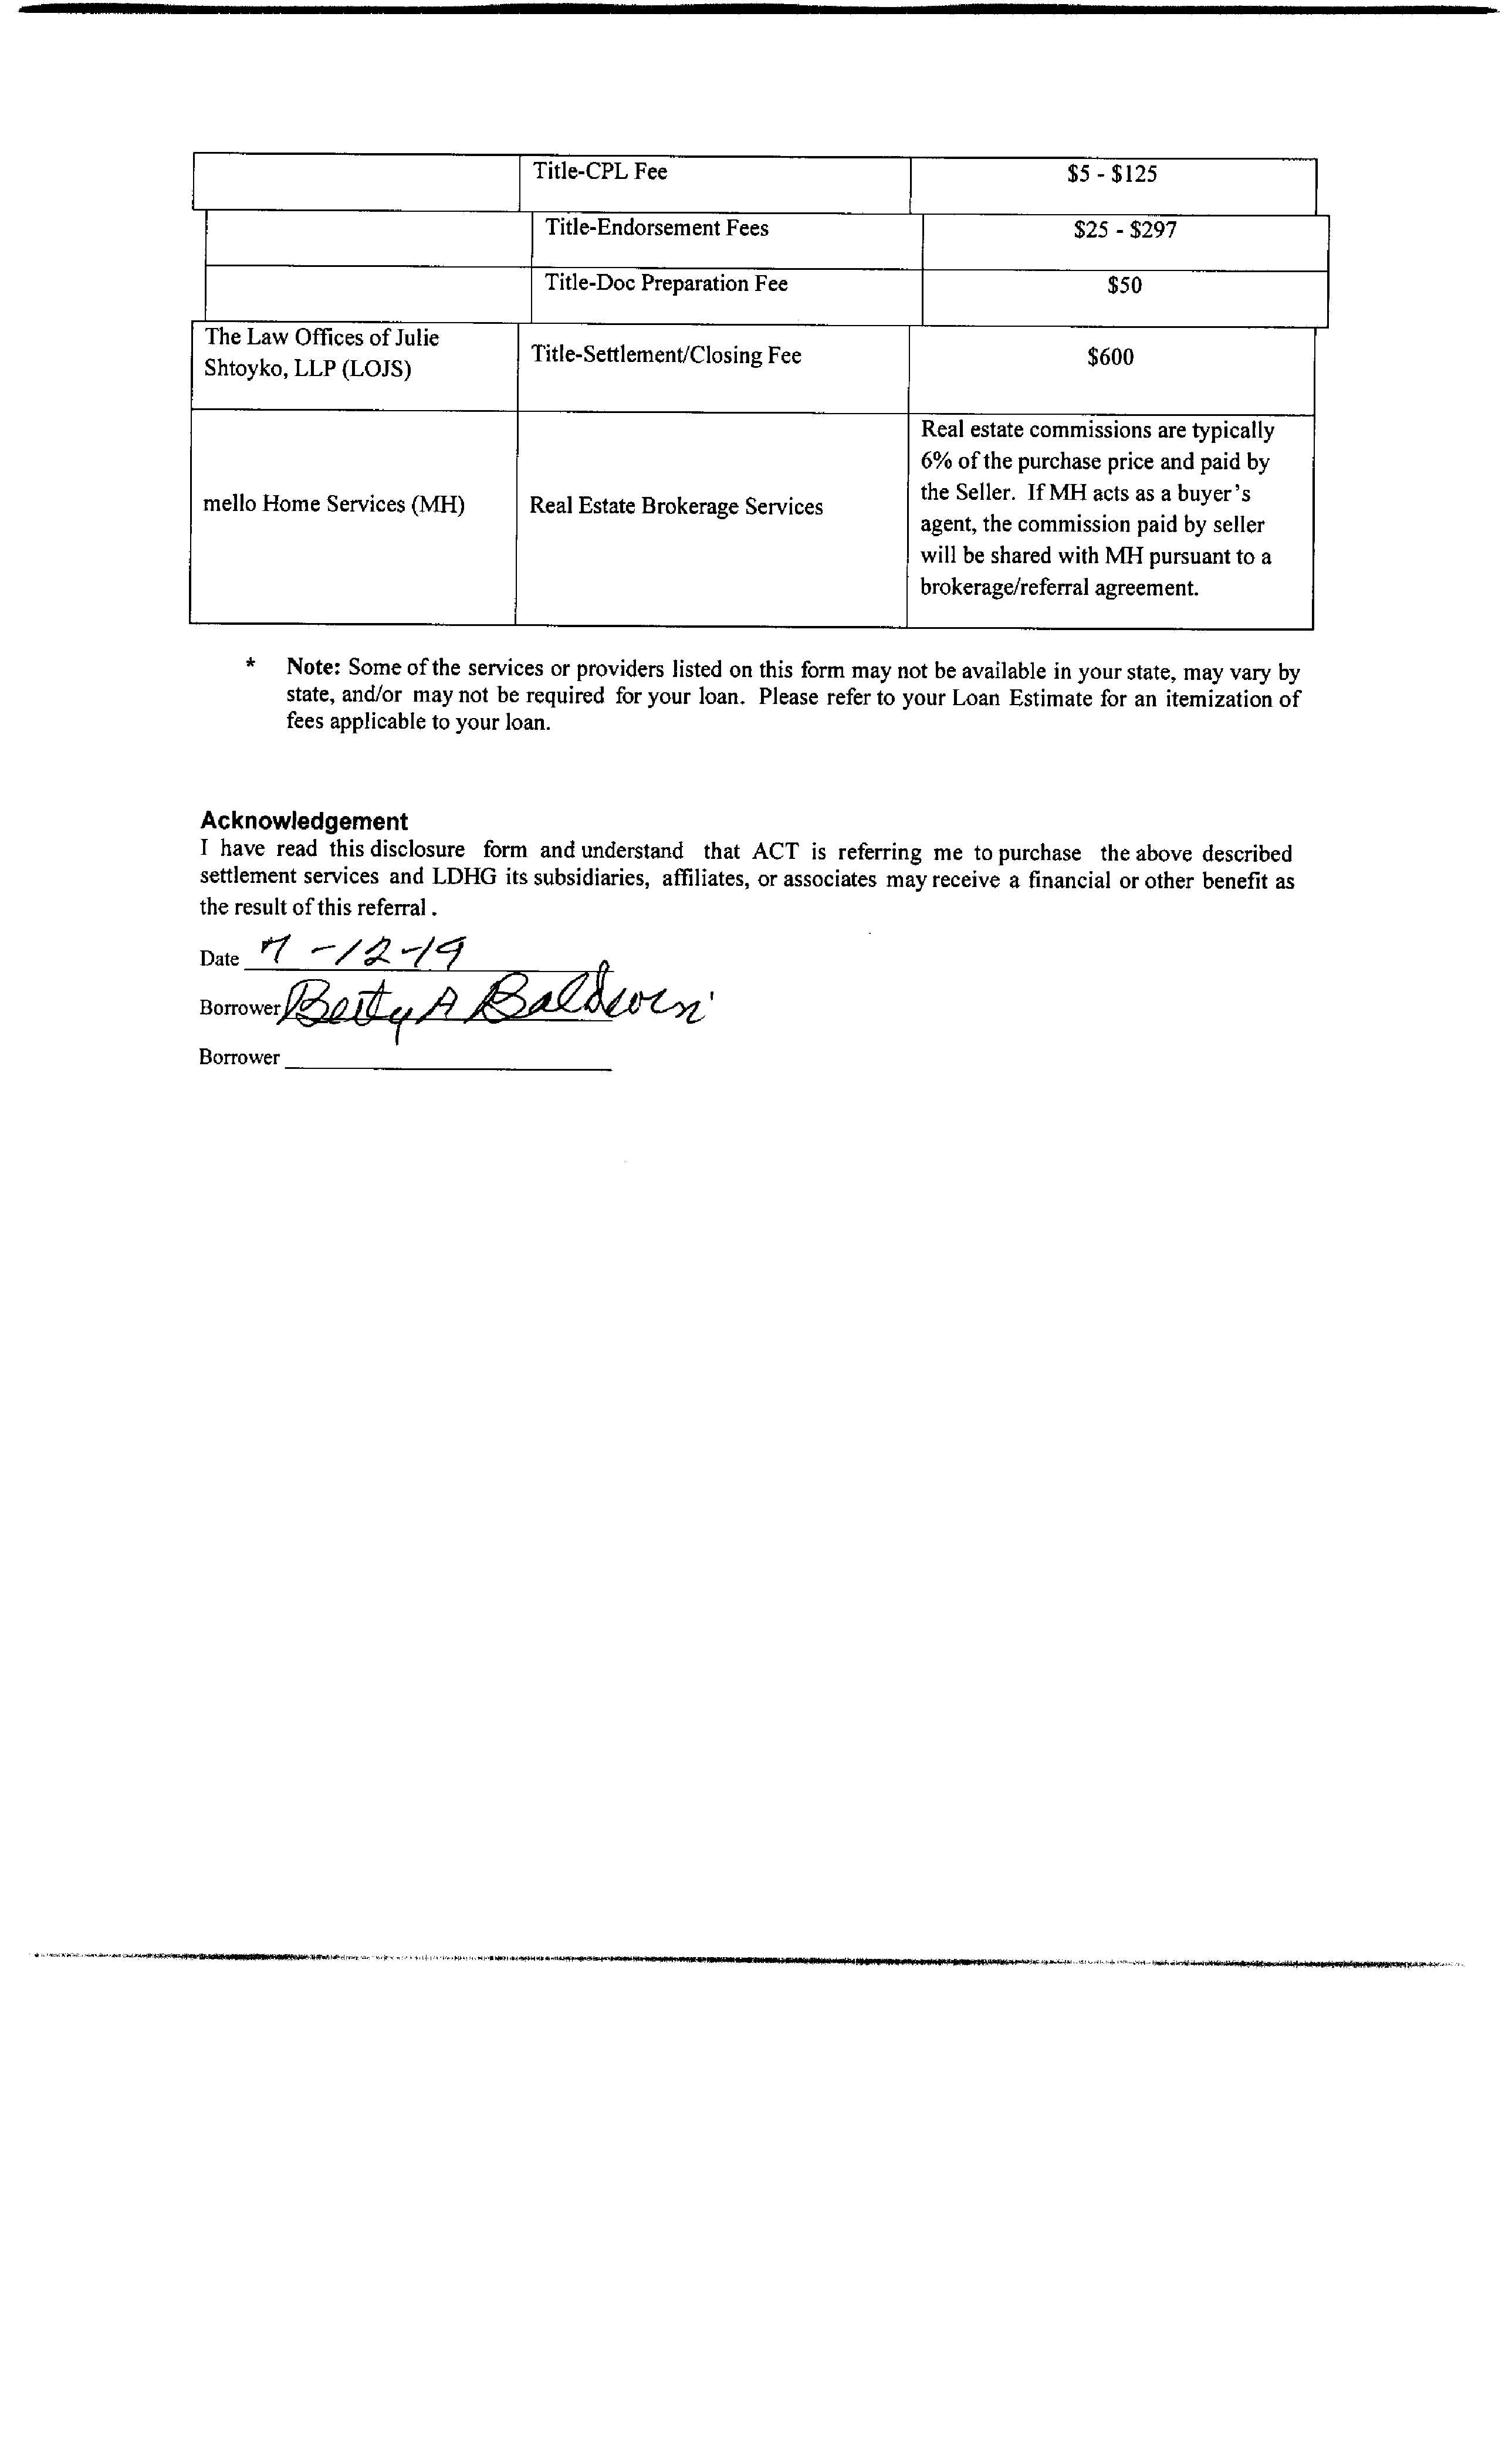 Title-CPL Fee $5 - $125
Title-Endorsement Fees $25 - $297
Title-Doc Preparation Fee $50
The Law Offices of Julie
Shtoyko, LLP (LOJS)
Title-Settlement/Closing Fee
$600
mello Home Services (MH)
Real Estate Brokerage Services
Real estate commissions are typically
6% of the purchase price and paid by
the Seller. If MH acts as a buyer's
agent, the commission paid by seller
will be shared with MH pursuant to a
brokerage/referral agreement.
* Note: Some of the services or providers listed on this form may not be available in your state, may vary by
state, and/or may not be required for your loan. Please refer to your Loan Estimate for an itemization of
fees applicable to your loan.
Acknowledgement
I have read this disclosure form and understand that ACT is referring me to purchase the above described
settlement services and LDHG its subsidiaries, affiliates, or associates may receive a financial or other benefit as
the result of this referral .
Date 7-12-19
Borrower Betty A Baldwin
Borrower